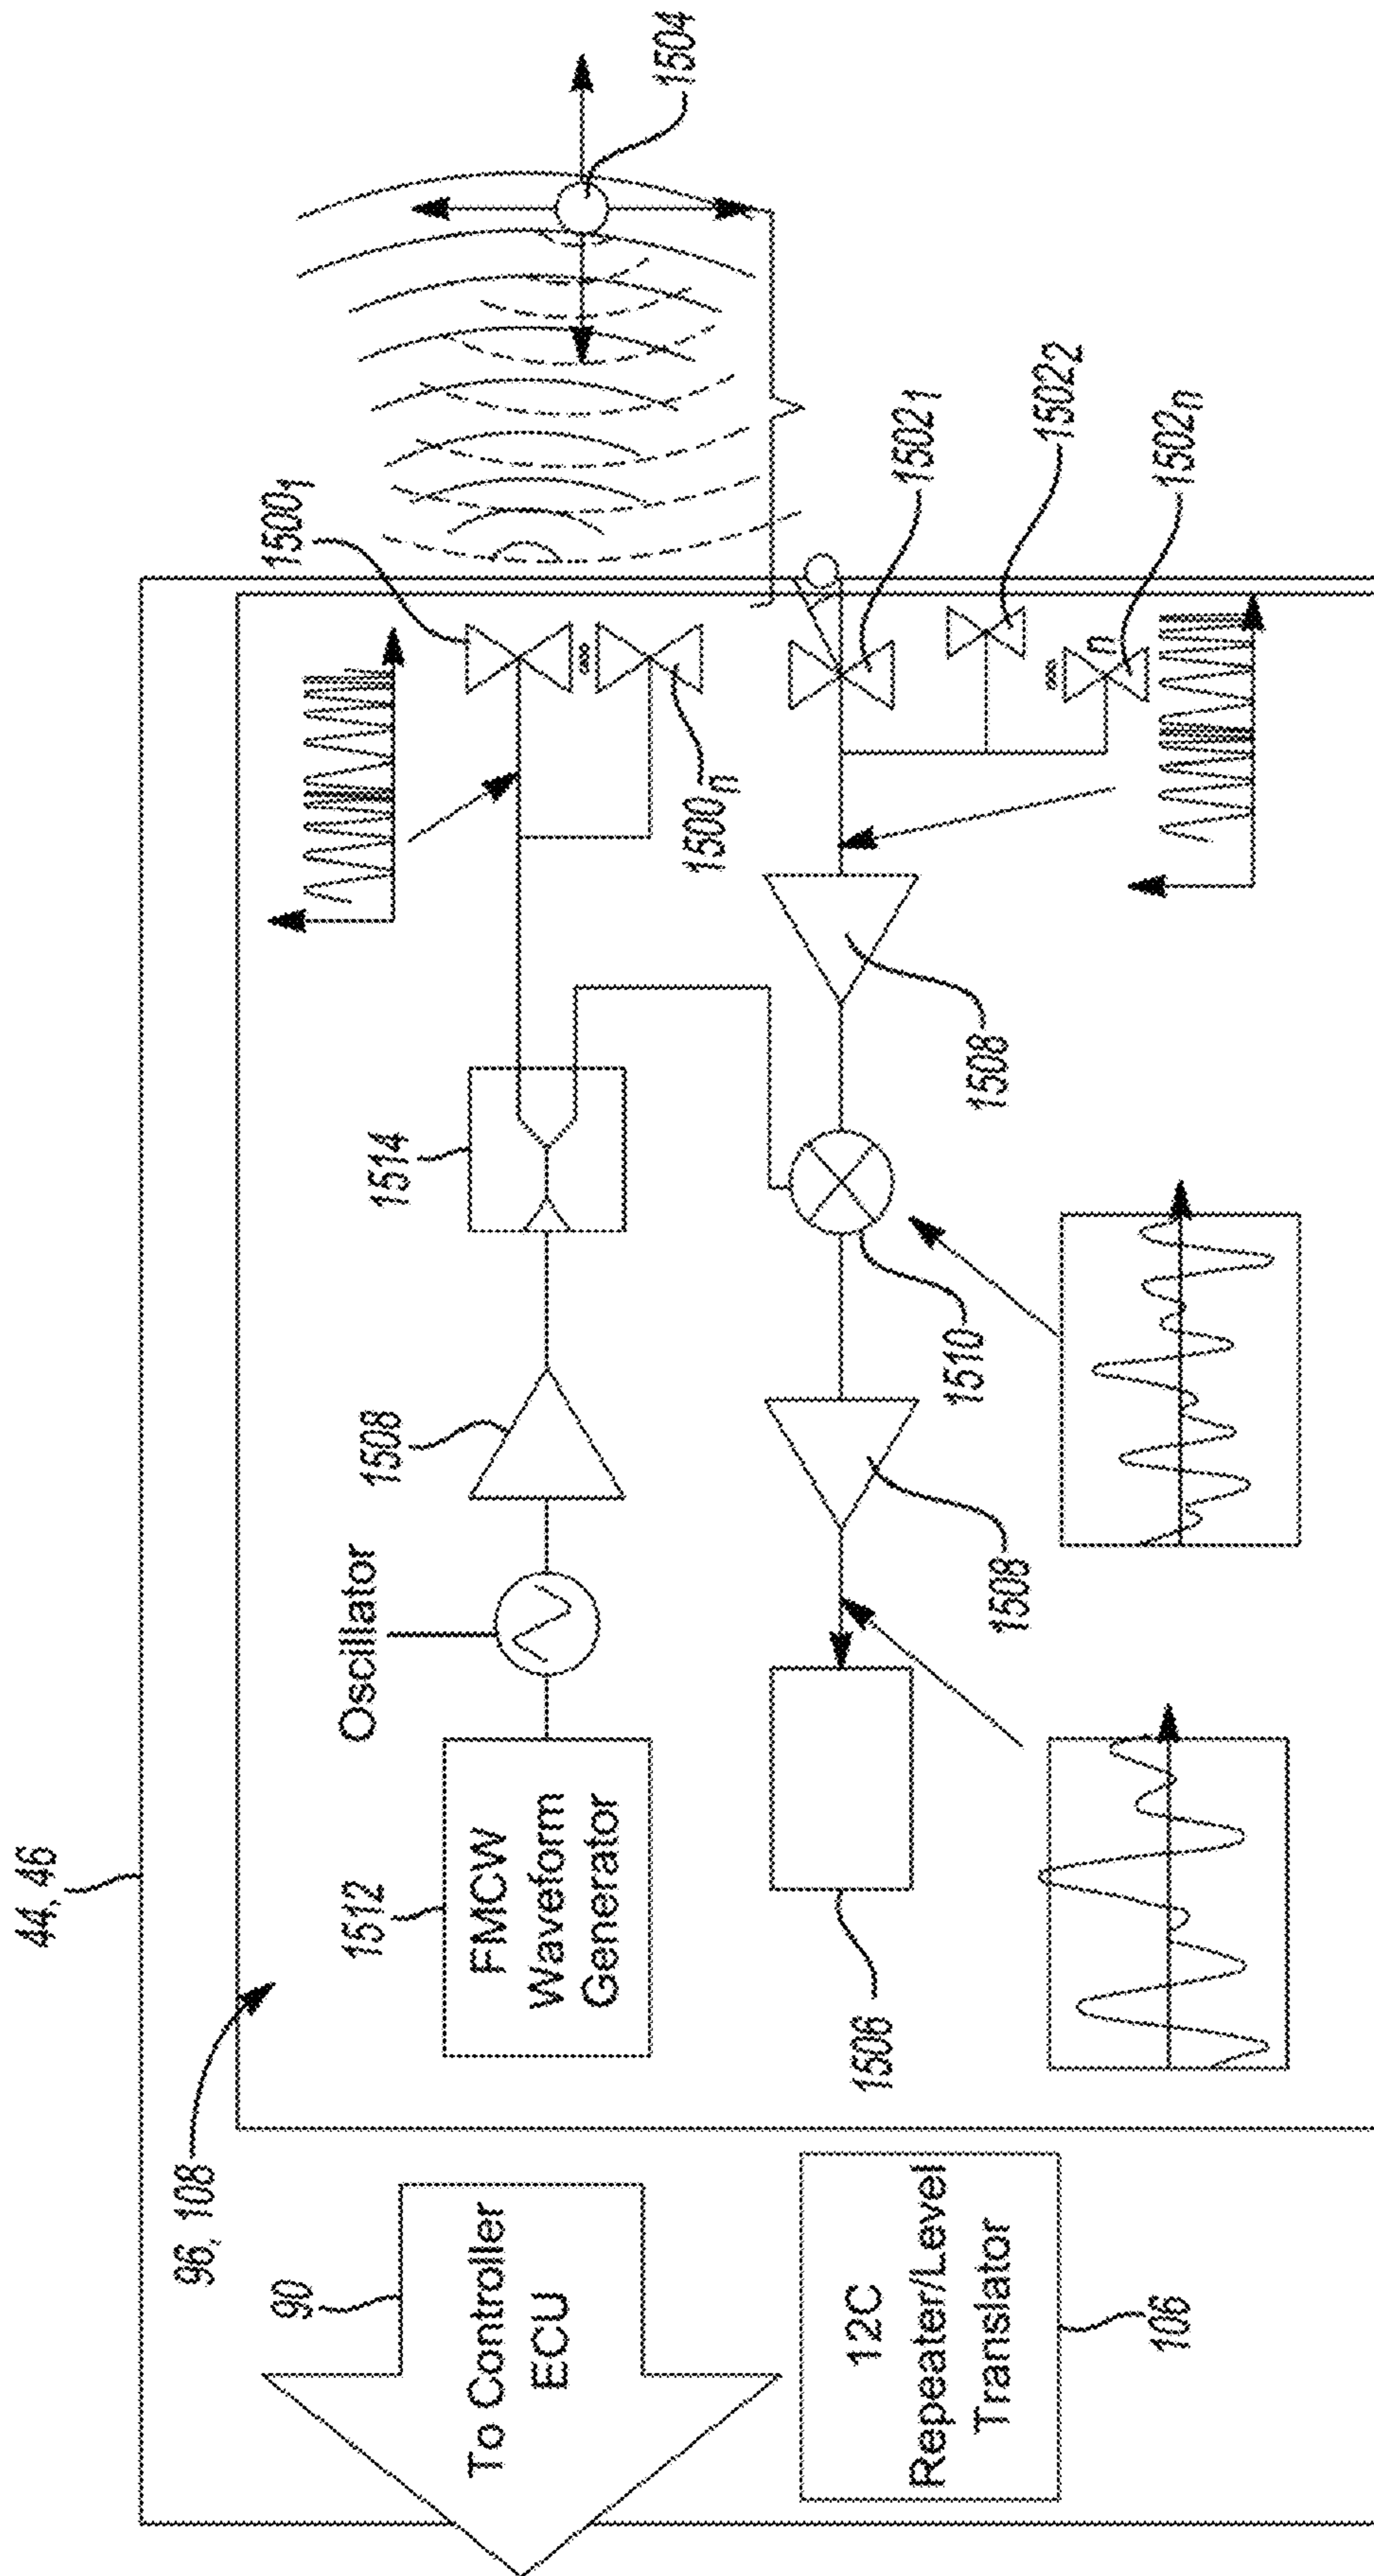 44, 46
96, 108
90
To Controller
ECU
12C
Repeater/Level
Translator
106
1512
FMCW
Waveform
Generator
Oscillator
1508
1514
1506
1508
1510
1508
1500₁
1500ₙ
1502₁
1502₂
1502ₙ
n
1504